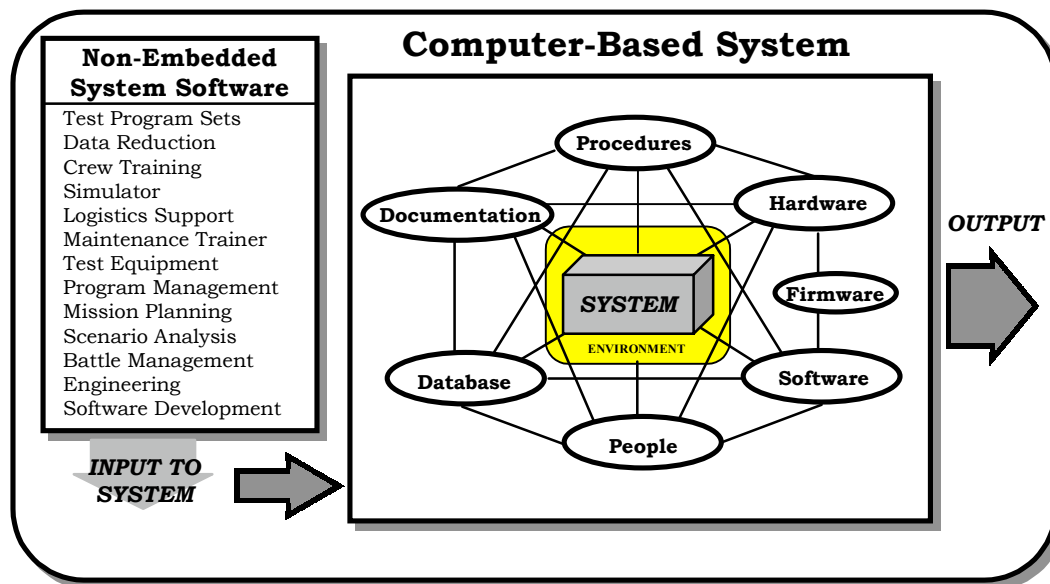 Computer-Based System
Non-Embedded
System Software
Test Program Sets
Data Reduction
Crew Training
Simulator
Logistics Support
Maintenance Trainer
Test Equipment
Program Management
Mission Planning
Scenario Analysis
Battle Management
Engineering
Software Development
INPUT TO
SYSTEM
Procedures
Documentation
Hardware
SYSTEM
Firmware
ENVIRONMENT
Database
Software
People
OUTPUT